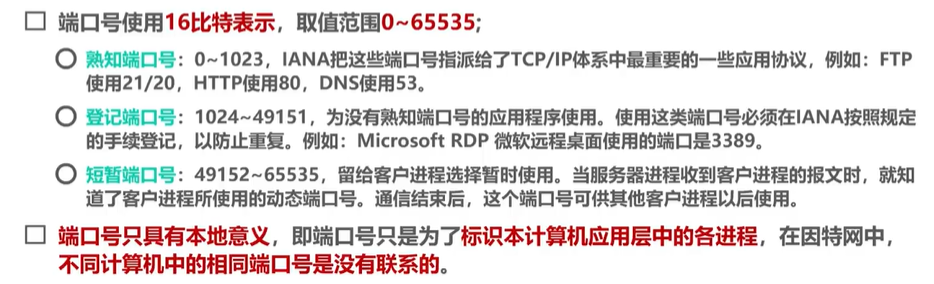 端口号使用16比特表示，取值范围0~65535;
熟知端口号：0~1023，IANA把这些端口号指派给了TCP/IP体系中最重要的一些应用协议，例如：FTP
使用21/20，HTTP使用80，DNS使用53。
登记端口号：1024~49151，为没有熟知端口号的应用程序使用。使用这类端口号必须在IANA按照规定
的手续登记，以防止重复。例如：Microsoft RDP 微软远程桌面使用的端口是3389。
短暂端口号：49152~65535，留给客户进程选择暂时使用。当服务器进程收到客户进程的报文时，就知
道了客户进程所使用的动态端口号。通信结束后，这个端口号可供其他客户进程以后使用。
端口号只具有本地意义，即端口号只是为了标识本计算机应用层中的各进程，在因特网中，
不同计算机中的相同端口号是没有联系的。